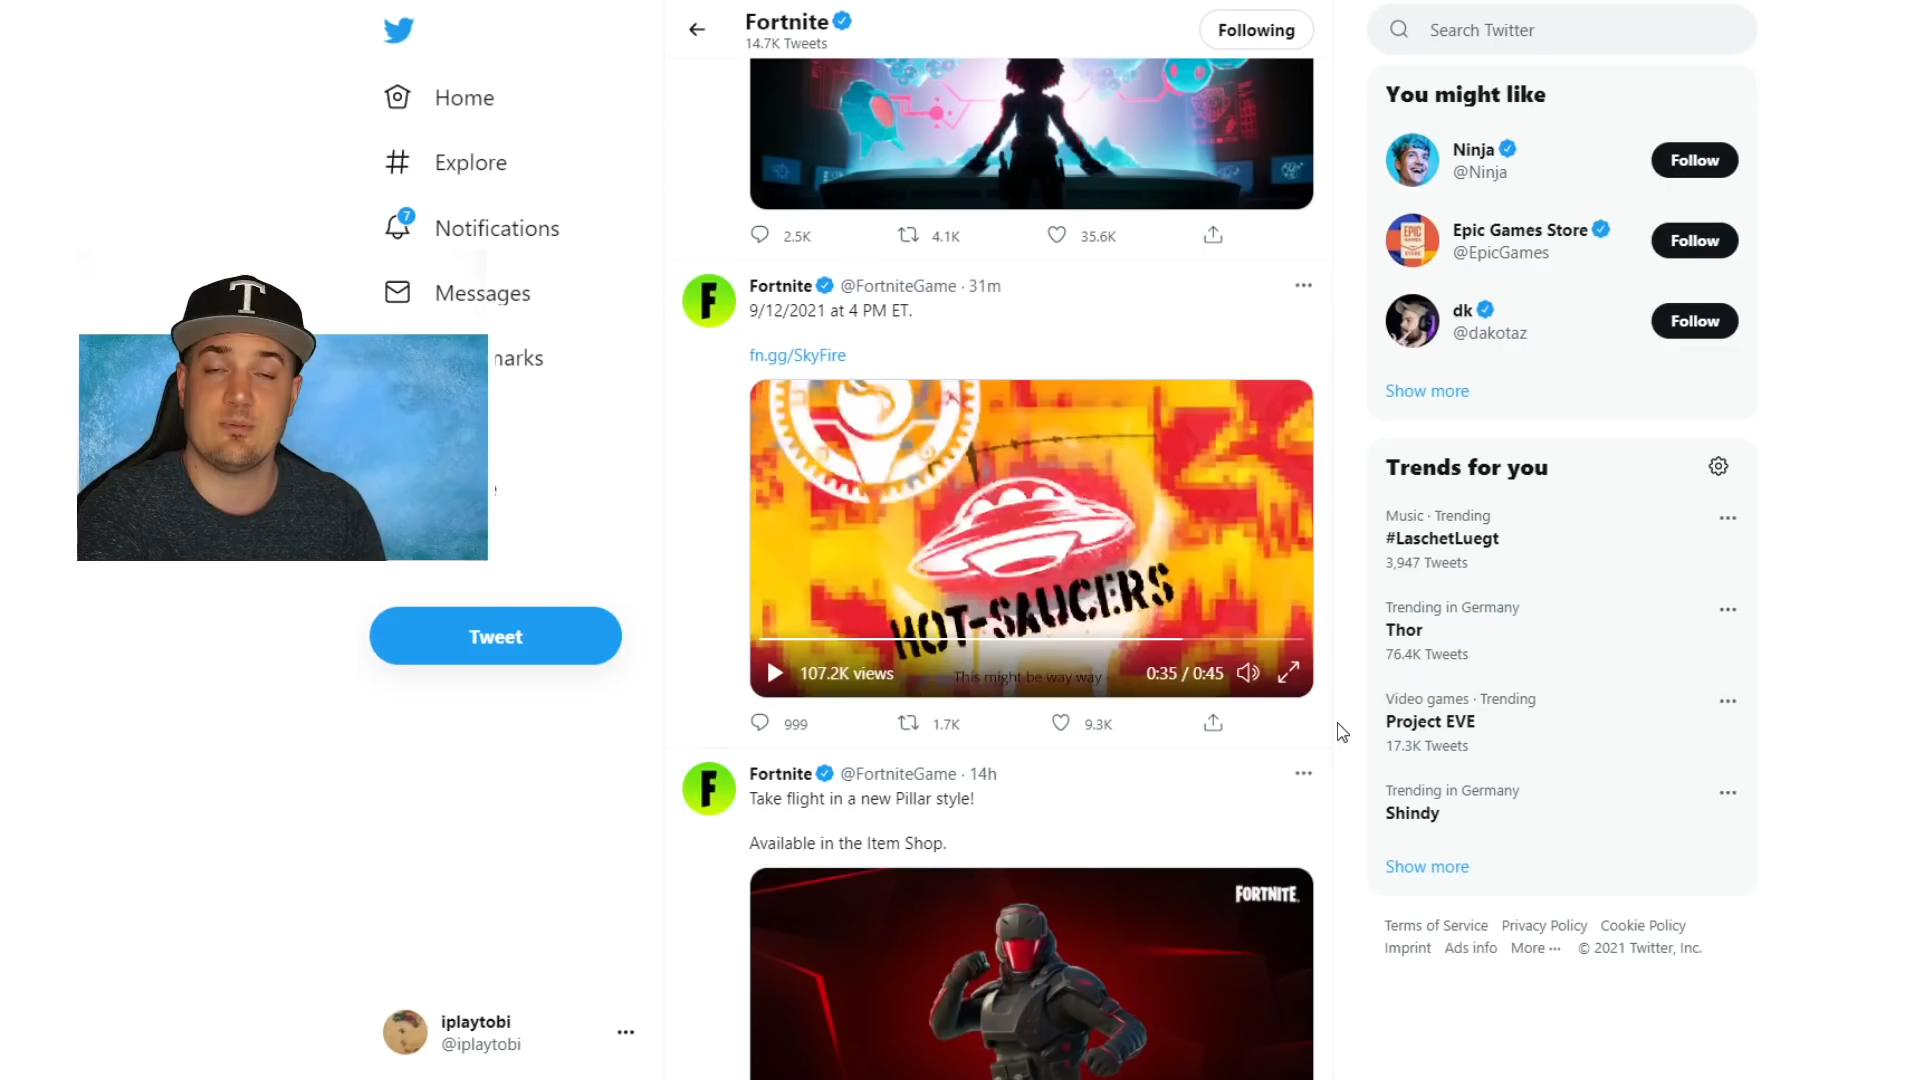 Home
Explore
7
Notifications
Messages
marks
Tweet
iplaytobi
@iplaytobi
T
Fortnite
14.7K Tweets
Following
2.5K
4.1K
35.6K
Fortnite @FortniteGame · 31m
9/12/2021 at 4 PM ET.
fn.gg/SkyFire
HOT-SAUCERS
This might be way way
107.2K views
0:35 / 0:45
999
1.7K
9.3K
Fortnite @FortniteGame · 14h
Take flight in a new Pillar style!
Available in the Item Shop.
FORTNITE
Search Twitter
You might like
Ninja
@Ninja
Follow
EPIC
GAMES
STORE
Epic Games Store
@EpicGames
Follow
dk
@dakotaz
Follow
Show more
Trends for you
Music · Trending
#LaschetLuegt
3,947 Tweets
Trending in Germany
Thor
76.4K Tweets
Video games · Trending
Project EVE
17.3K Tweets
Trending in Germany
Shindy
Show more
Terms of Service Privacy Policy Cookie Policy
Imprint Ads info More ··· © 2021 Twitter, Inc.